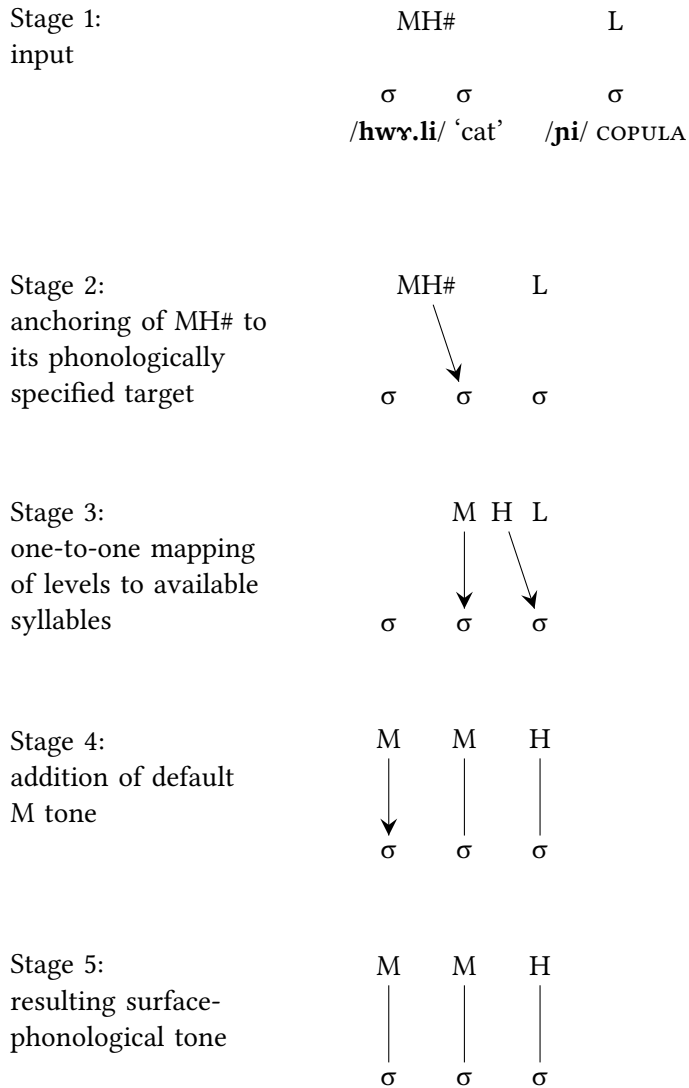 Stage 1: MH# L
input
σ σ σ
/hwɤ.li/ ‘cat’ /ɲi/ ᴄᴏᴘᴜʟᴀ
Stage 2: MH# L
anchoring of MH# to
its phonologically
specified target σ σ σ
Stage 3: M H L
one-to-one mapping
of levels to available
syllables σ σ σ
Stage 4: M M H
addition of default
M tone
σ σ σ
Stage 5: M M H
resulting surface-
phonological tone
σ σ σ